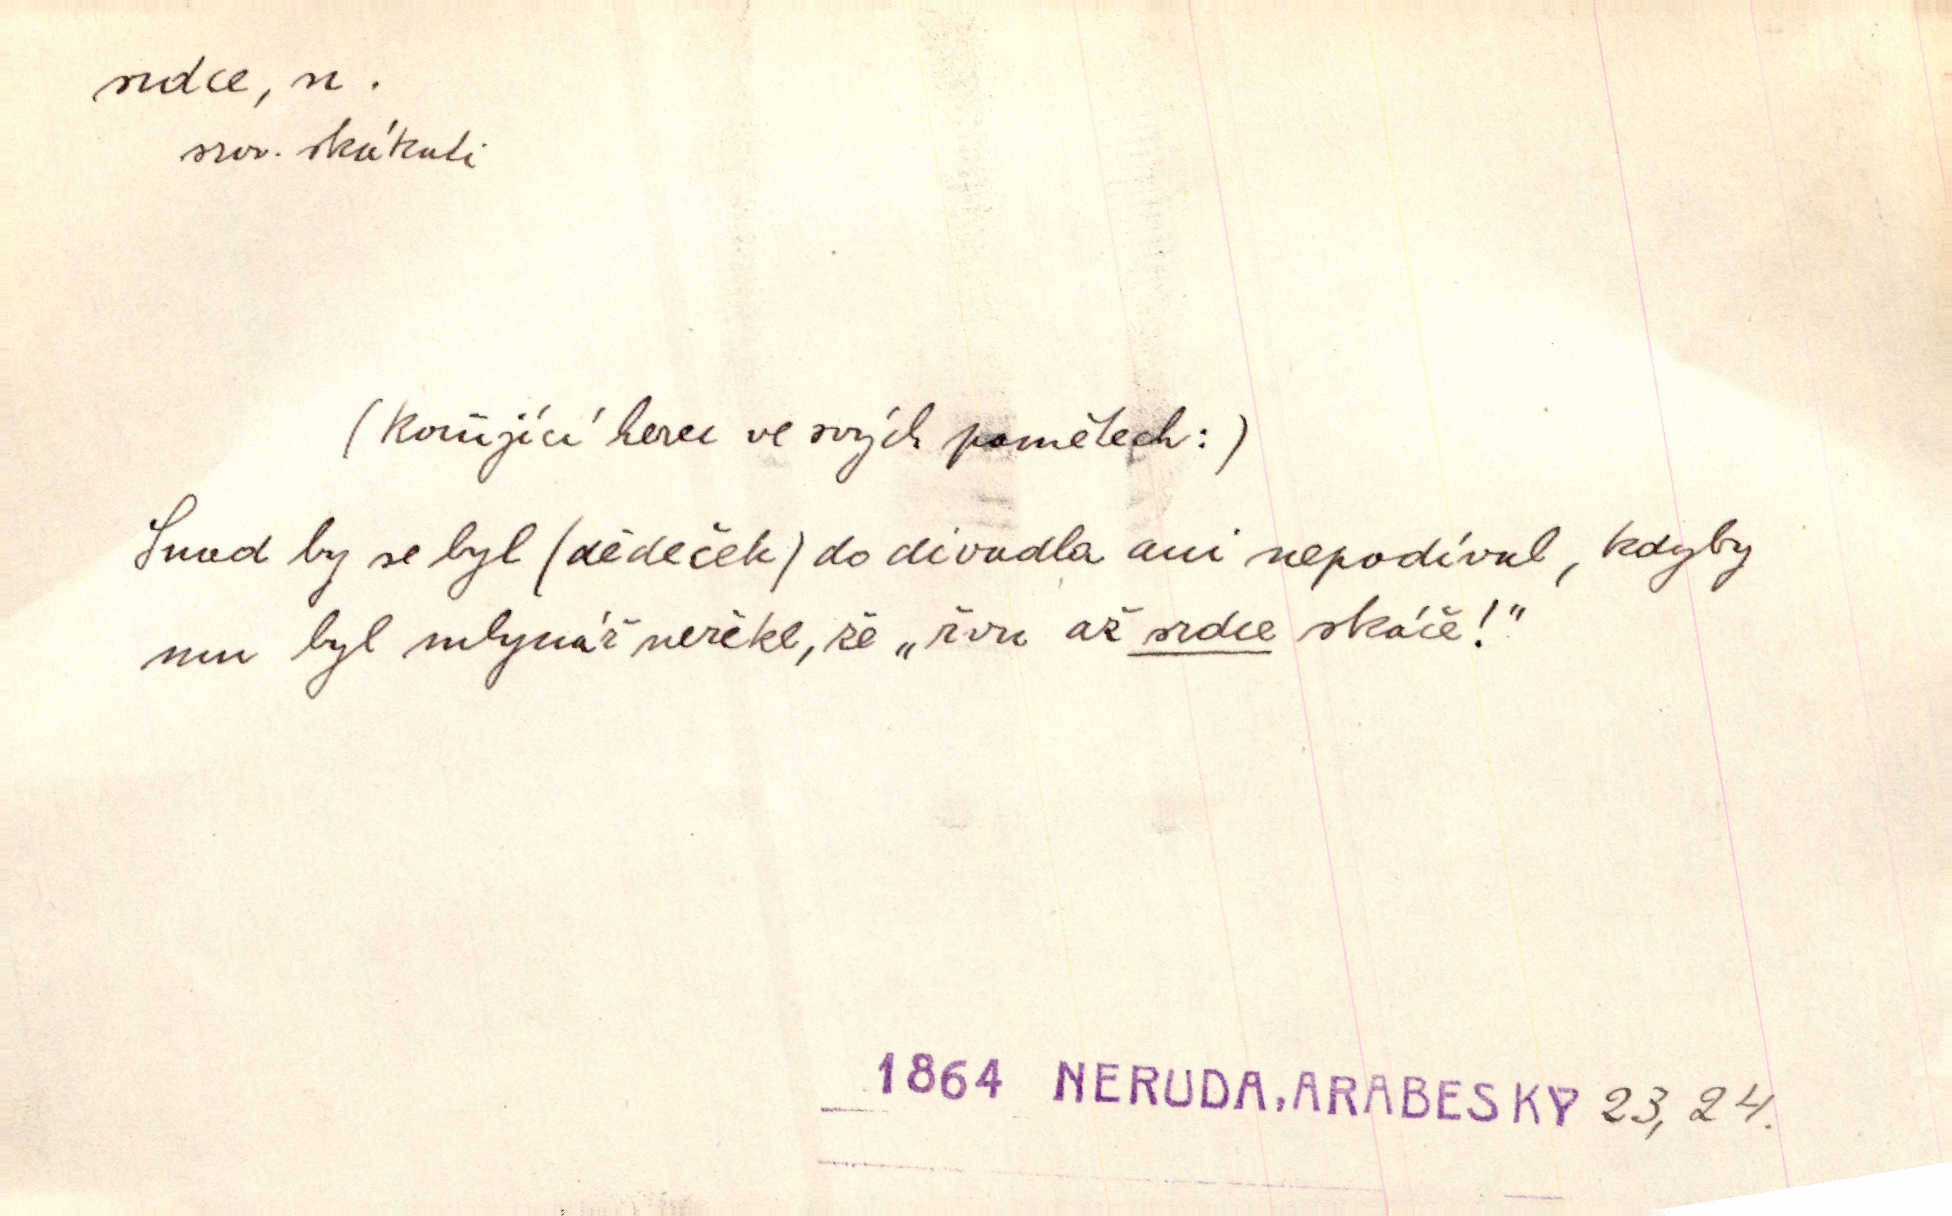 srdce, n.
srov. skákati
(Kočující herec ve svých pamětech:)
Snad by se byl (dědeček) do divadla ani nepodíval, kdyby
mu byl mlynář neřekl, že „řvu až srdce skáče!“
1864 NERUDA, ARABESKY 23, 24.